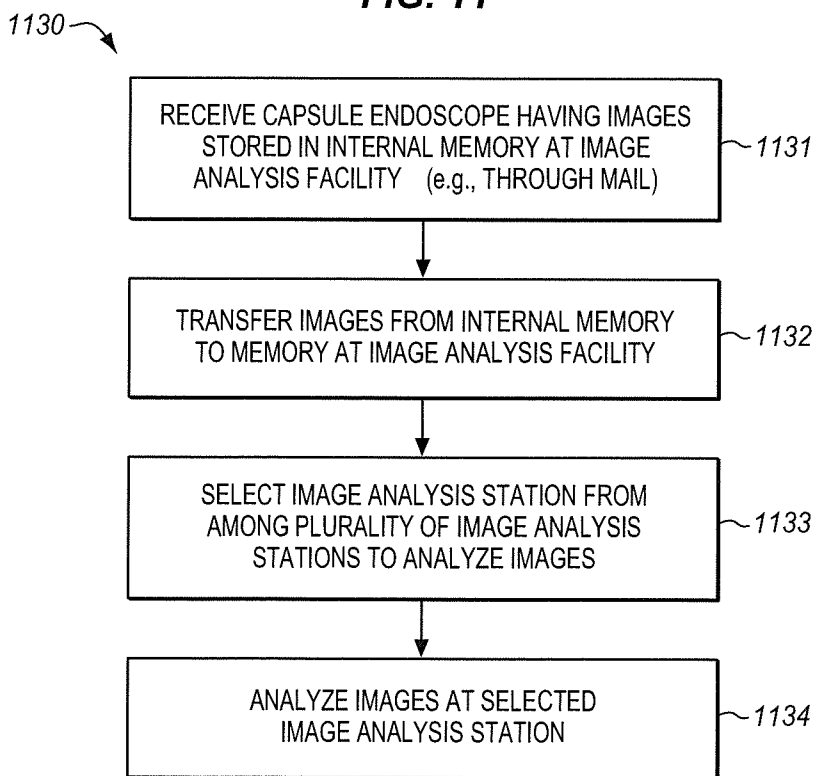 FIG. 11
1130
RECEIVE CAPSULE ENDOSCOPE HAVING IMAGES
STORED IN INTERNAL MEMORY AT IMAGE
ANALYSIS FACILITY (e.g., THROUGH MAIL)
1131
TRANSFER IMAGES FROM INTERNAL MEMORY
TO MEMORY AT IMAGE ANALYSIS FACILITY
1132
SELECT IMAGE ANALYSIS STATION FROM
AMONG PLURALITY OF IMAGE ANALYSIS
STATIONS TO ANALYZE IMAGES
1133
ANALYZE IMAGES AT SELECTED
IMAGE ANALYSIS STATION
1134